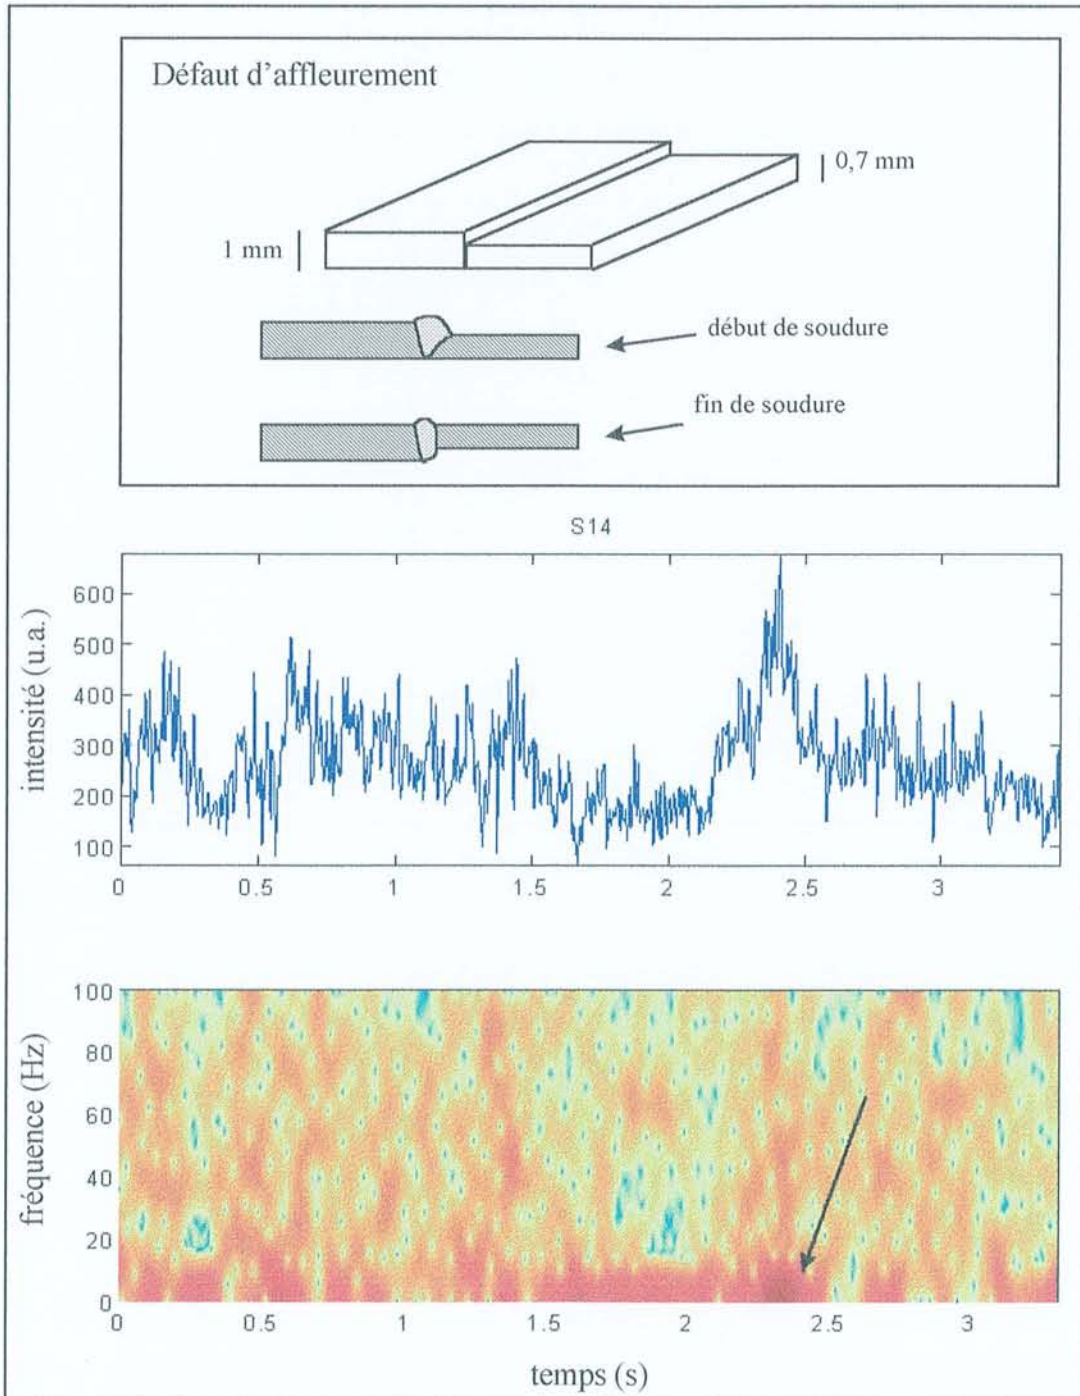 Défaut d'affleurement
0,7 mm
1 mm
début de soudure
fin de soudure
S14
intensité (u.a.)
600
500
400
300
200
100
0 0.5 1 1.5 2 2.5 3
fréquence (Hz)
100
80
60
40
20
0
0 0.5 1 1.5 2 2.5 3
temps (s)